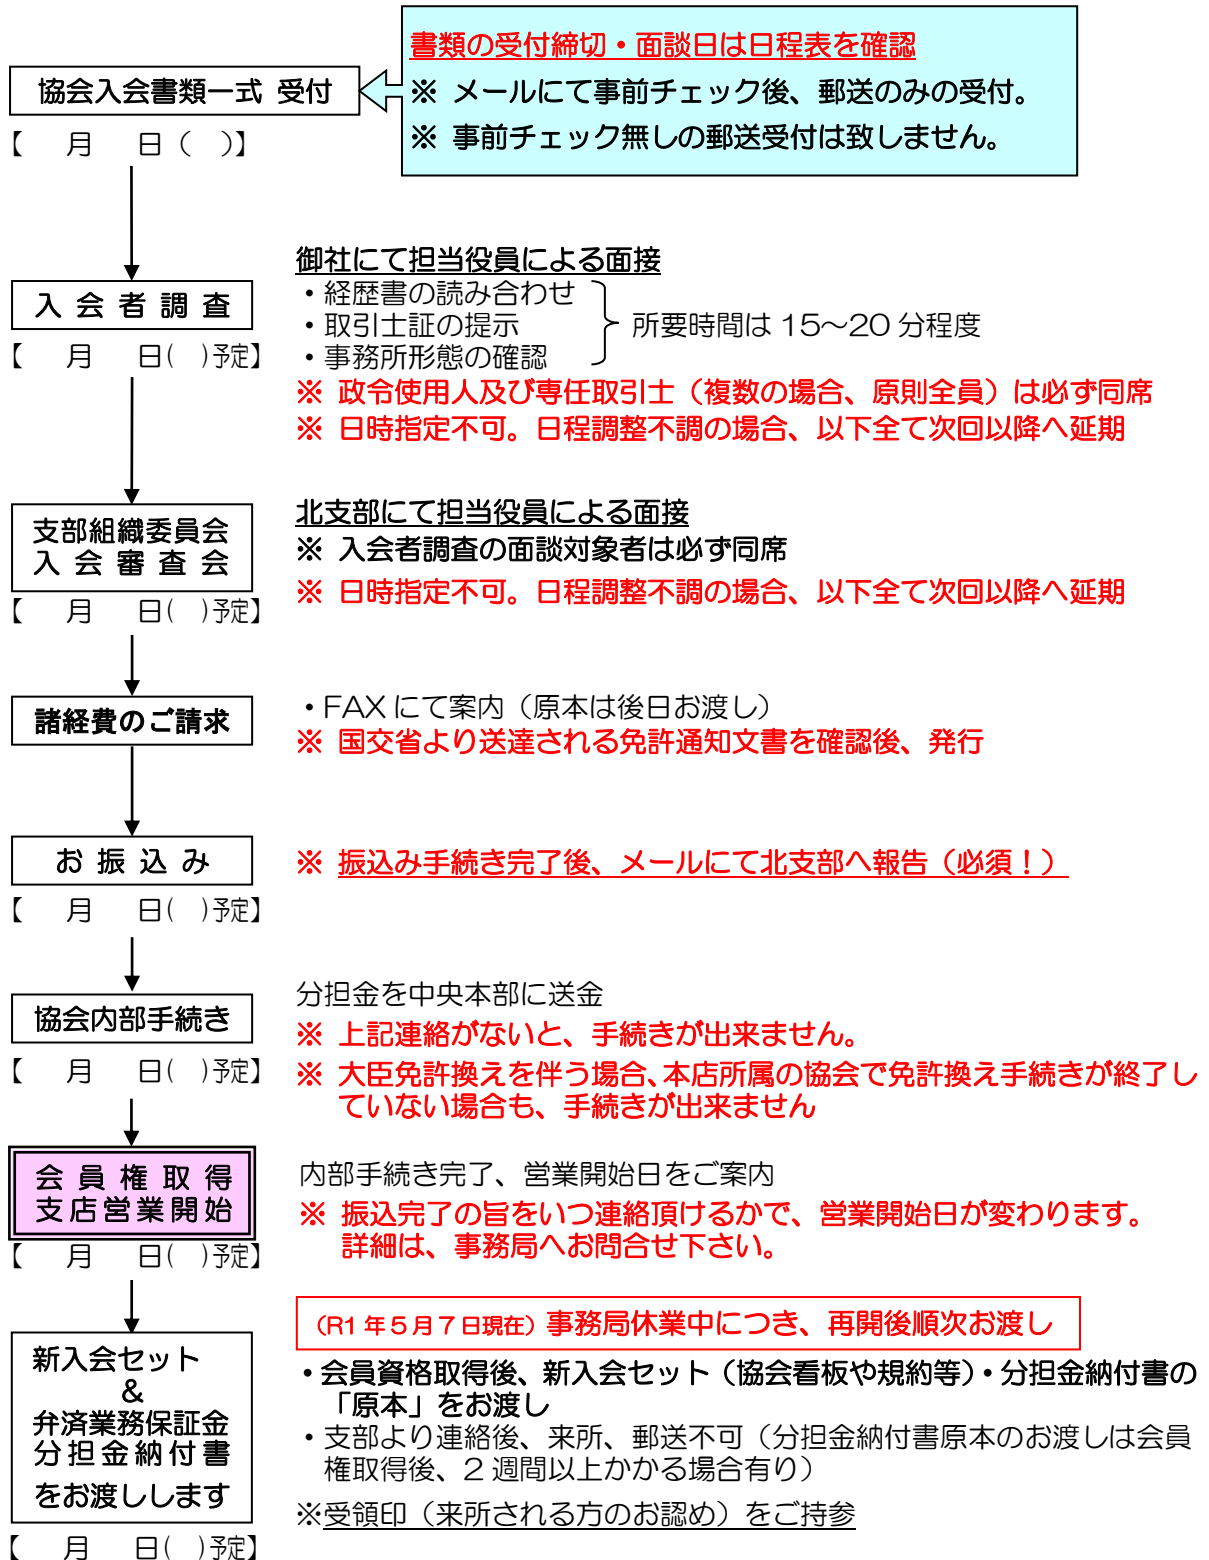 書類の受付締切・面談日は日程表を確認
協会入会書類一式 受付
※ メールにて事前チェック後、郵送のみの受付。
※ 事前チェック無しの郵送受付は致しません。
【　月　日（　）】
御社にて担当役員による面接
・経歴書の読み合わせ
入 会 者 調 査
・取引士証の提示
所要時間は 15～20 分程度
・事務所形態の確認
【　月　日(　)予定】
※ 政令使用人及び専任取引士（複数の場合、原則全員）は必ず同席
※ 日時指定不可。日程調整不調の場合、以下全て次回以降へ延期
北支部にて担当役員による面接
支部組織委員会
入 会 審 査 会
※ 入会者調査の面談対象者は必ず同席
※ 日時指定不可。日程調整不調の場合、以下全て次回以降へ延期
【　月　日(　)予定】
諸経費のご請求
・FAX にて案内（原本は後日お渡し）
※ 国交省より送達される免許通知文書を確認後、発行
お 振 込 み
※ 振込み手続き完了後、メールにて北支部へ報告（必須！）
【　月　日(　)予定】
分担金を中央本部に送金
協会内部手続き
※ 上記連絡がないと、手続きが出来ません。
【　月　日(　)予定】
※ 大臣免許換えを伴う場合、本店所属の協会で免許換え手続きが終了し
ていない場合も、手続きが出来ません
会 員 権 取 得
支店営業開始
内部手続き完了、営業開始日をご案内
※ 振込完了の旨をいつ連絡頂けるかで、営業開始日が変わります。
詳細は、事務局へお問合せ下さい。
【　月　日(　)予定】
（R1 年５月７日現在）事務局休業中につき、再開後順次お渡し
新入会セット
＆
弁済業務保証金
分担金納付書
をお渡しします
・会員資格取得後、新入会セット（協会看板や規約等）・分担金納付書の
「原本」をお渡し
・支部より連絡後、来所、郵送不可（分担金納付書原本のお渡しは会員
権取得後、２週間以上かかる場合有り）
※受領印（来所される方のお認め）をご持参
【　月　日(　)予定】